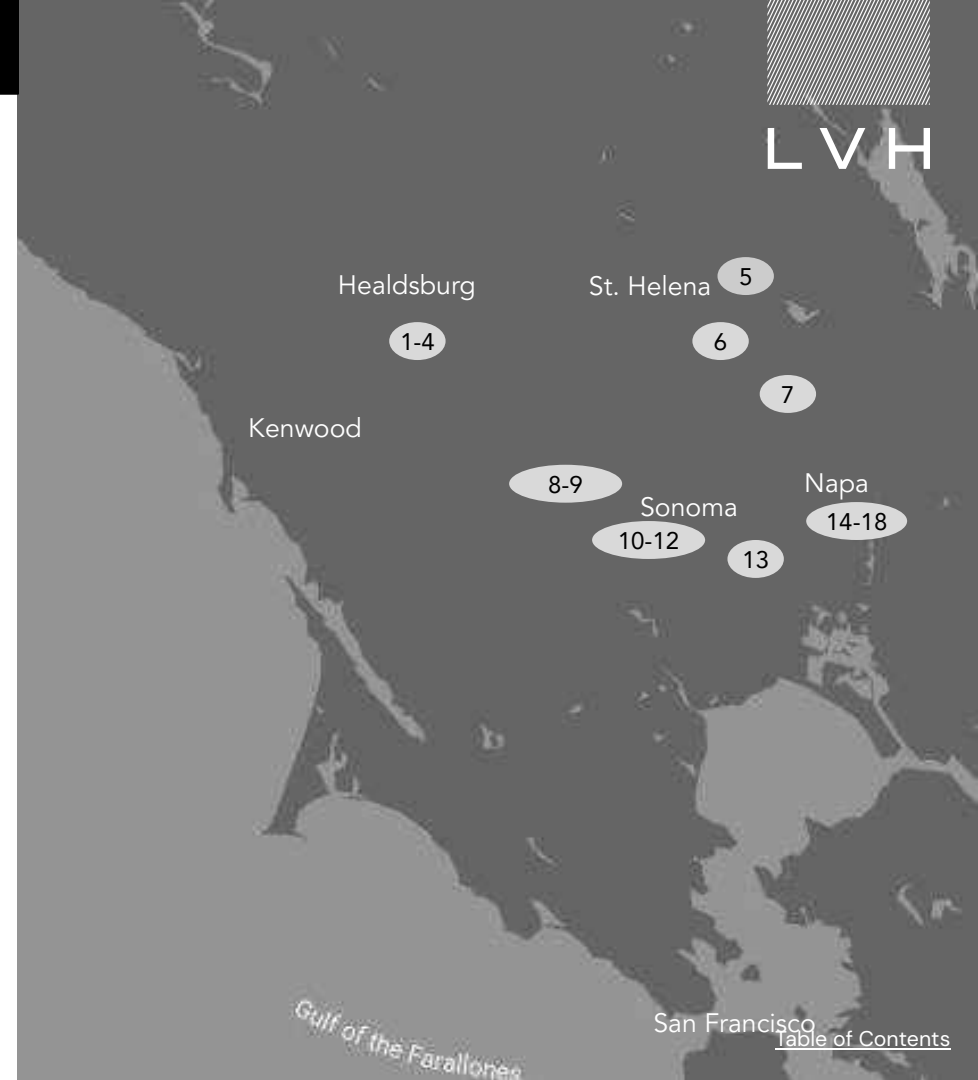 LVH
5
Healdsburg
St. Helena
1-4
6
7
Kenwood
8-9
Napa
Sonoma
14-18
10-12
13
Gulf of the Farallones
San Francisco
Table of Contents